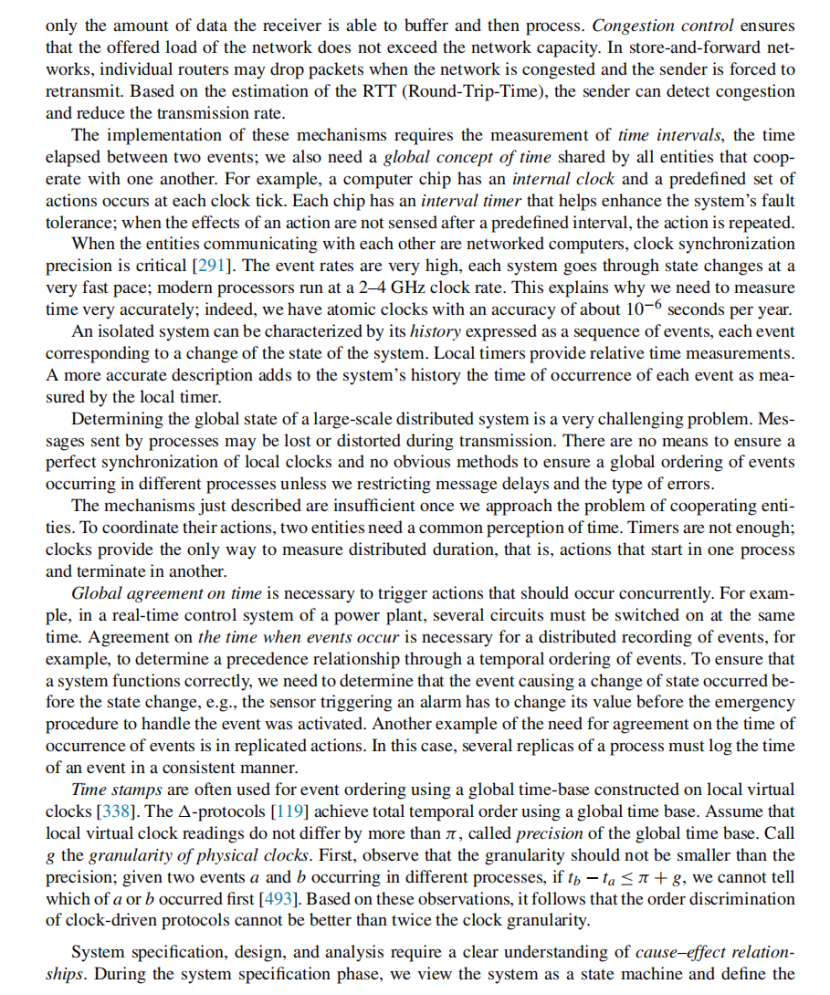 only the amount of data the receiver is able to buffer and then process. Congestion control ensures
that the offered load of the network does not exceed the network capacity. In store-and-forward net-
works, individual routers may drop packets when the network is congested and the sender is forced to
retransmit. Based on the estimation of the RTT (Round-Trip-Time), the sender can detect congestion
and reduce the transmission rate.
The implementation of these mechanisms requires the measurement of time intervals, the time
elapsed between two events; we also need a global concept of time shared by all entities that coop-
erate with one another. For example, a computer chip has an internal clock and a predefined set of
actions occurs at each clock tick. Each chip has an interval timer that helps enhance the system's fault
tolerance; when the effects of an action are not sensed after a predefined interval, the action is repeated.
When the entities communicating with each other are networked computers, clock synchronization
precision is critical [291]. The event rates are very high, each system goes through state changes at a
very fast pace; modern processors run at a 2–4 GHz clock rate. This explains why we need to measure
time very accurately; indeed, we have atomic clocks with an accuracy of about 10⁻⁶ seconds per year.
An isolated system can be characterized by its history expressed as a sequence of events, each event
corresponding to a change of the state of the system. Local timers provide relative time measurements.
A more accurate description adds to the system's history the time of occurrence of each event as mea-
sured by the local timer.
Determining the global state of a large-scale distributed system is a very challenging problem. Mes-
sages sent by processes may be lost or distorted during transmission. There are no means to ensure a
perfect synchronization of local clocks and no obvious methods to ensure a global ordering of events
occurring in different processes unless we restricting message delays and the type of errors.
The mechanisms just described are insufficient once we approach the problem of cooperating enti-
ties. To coordinate their actions, two entities need a common perception of time. Timers are not enough;
clocks provide the only way to measure distributed duration, that is, actions that start in one process
and terminate in another.
Global agreement on time is necessary to trigger actions that should occur concurrently. For exam-
ple, in a real-time control system of a power plant, several circuits must be switched on at the same
time. Agreement on the time when events occur is necessary for a distributed recording of events, for
example, to determine a precedence relationship through a temporal ordering of events. To ensure that
a system functions correctly, we need to determine that the event causing a change of state occurred be-
fore the state change, e.g., the sensor triggering an alarm has to change its value before the emergency
procedure to handle the event was activated. Another example of the need for agreement on the time of
occurrence of events is in replicated actions. In this case, several replicas of a process must log the time
of an event in a consistent manner.
Time stamps are often used for event ordering using a global time-base constructed on local virtual
clocks [338]. The Δ-protocols [119] achieve total temporal order using a global time base. Assume that
local virtual clock readings do not differ by more than π, called precision of the global time base. Call
g the granularity of physical clocks. First, observe that the granularity should not be smaller than the
precision; given two events a and b occurring in different processes, if t_b − t_a ≤ π + g, we cannot tell
which of a or b occurred first [493]. Based on these observations, it follows that the order discrimination
of clock-driven protocols cannot be better than twice the clock granularity.
System specification, design, and analysis require a clear understanding of cause–effect relation-
ships. During the system specification phase, we view the system as a state machine and define the